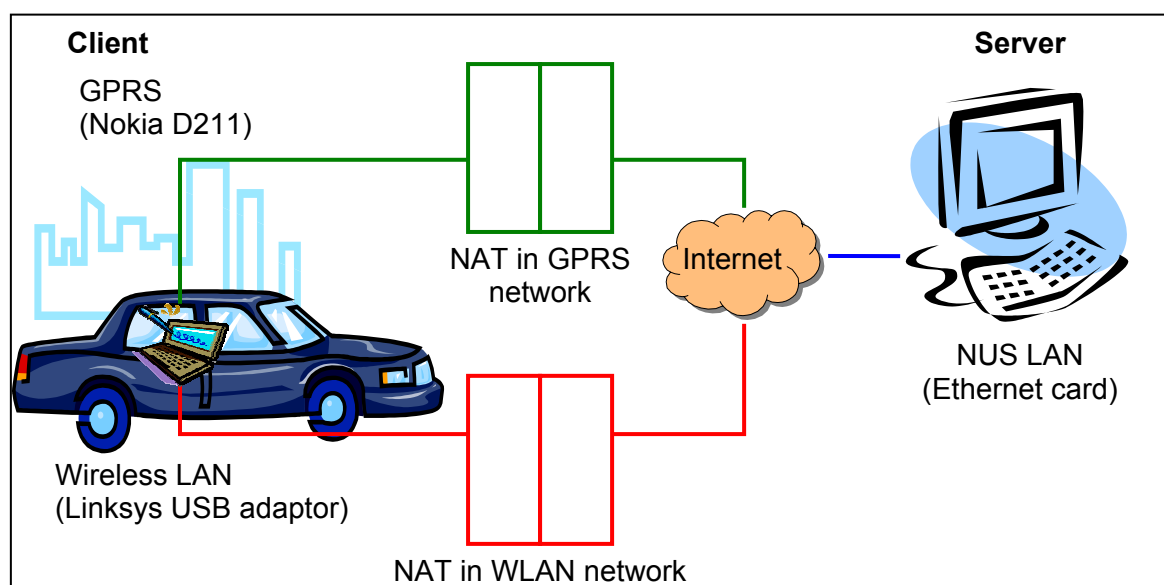 Client
Server
GPRS
(Nokia D211)
NAT in GPRS
network
Internet
NUS LAN
(Ethernet card)
Wireless LAN
(Linksys USB adaptor)
NAT in WLAN network